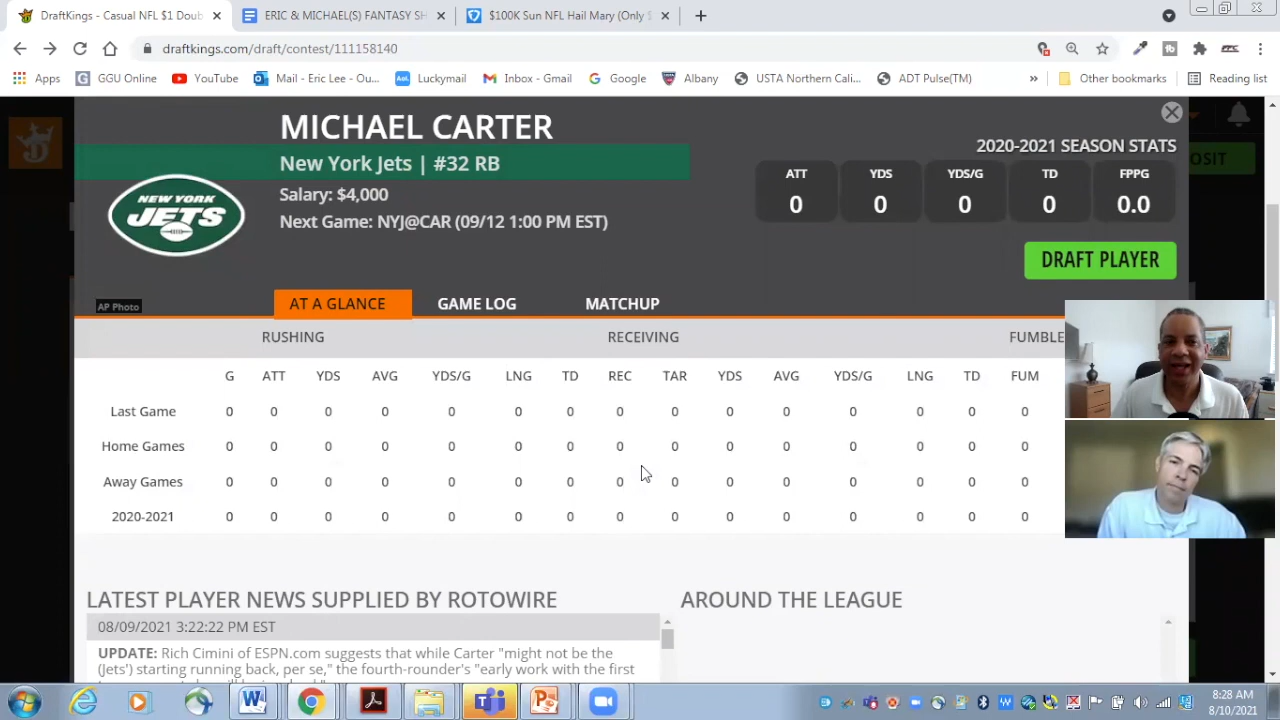 DraftKings - Casual NFL $1 Doub
ERIC & MICHAEL(S) FANTASY SH
$100K Sun NFL Hail Mary (Only $
draftkings.com/draft/contest/111158140
Apps
GGU Online
YouTube
Mail - Eric Lee - Ou...
Luckymail
Inbox - Gmail
Google
Albany
USTA Northern Cali...
ADT Pulse(TM)
»
Other bookmarks
Reading list
MICHAEL CARTER
New York Jets | #32 RB
Salary: $4,000
Next Game: NYJ@CAR (09/12 1:00 PM EST)
NEW YORK
JETS
AP Photo
2020-2021 SEASON STATS
ATT YDS YDS/G TD FPPG
0 0 0 0 0.0
OSIT
DRAFT PLAYER
AT A GLANCE GAME LOG MATCHUP
RUSHING RECEIVING FUMBLE
G ATT YDS AVG YDS/G LNG TD REC TAR YDS AVG YDS/G LNG TD FUM
Last Game 0 0 0 0 0 0 0 0 0 0 0 0 0 0 0
Home Games 0 0 0 0 0 0 0 0 0 0 0 0 0 0 0
Away Games 0 0 0 0 0 0 0 0 0 0 0 0 0 0 0
2020-2021 0 0 0 0 0 0 0 0 0 0 0 0 0 0 0
LATEST PLAYER NEWS SUPPLIED BY ROTOWIRE
08/09/2021 3:22:22 PM EST
UPDATE: Rich Cimini of ESPN.com suggests that while Carter "might not be the
(Jets') starting running back, per se," the fourth-rounder's "early work with the first
AROUND THE LEAGUE
8:28 AM
8/10/2021